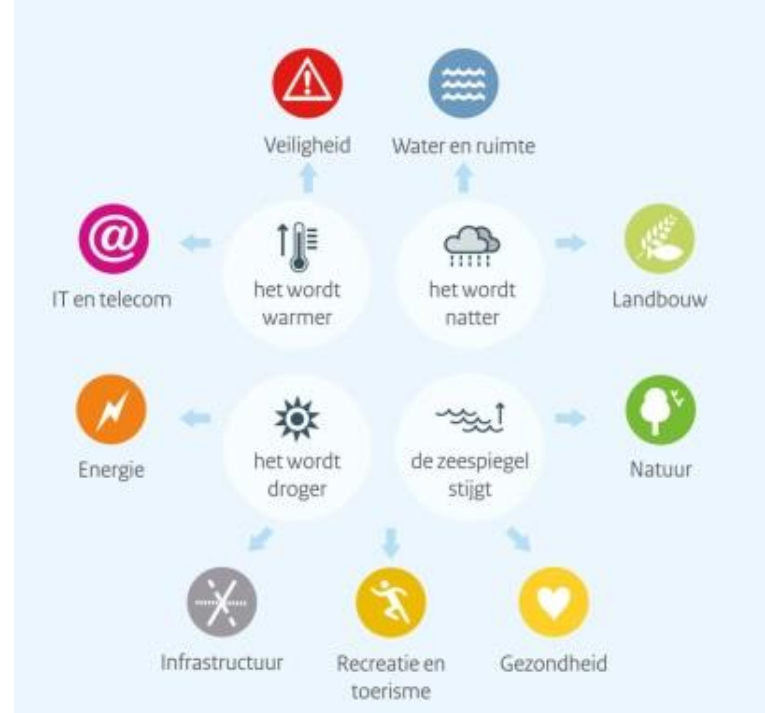 Veiligheid
Water en ruimte
@
IT en telecom
het wordt
warmer
het wordt
natter
Landbouw
Energie
het wordt
droger
de zeespiegel
stijgt
Natuur
Infrastructuur
Recreatie en
toerisme
Gezondheid